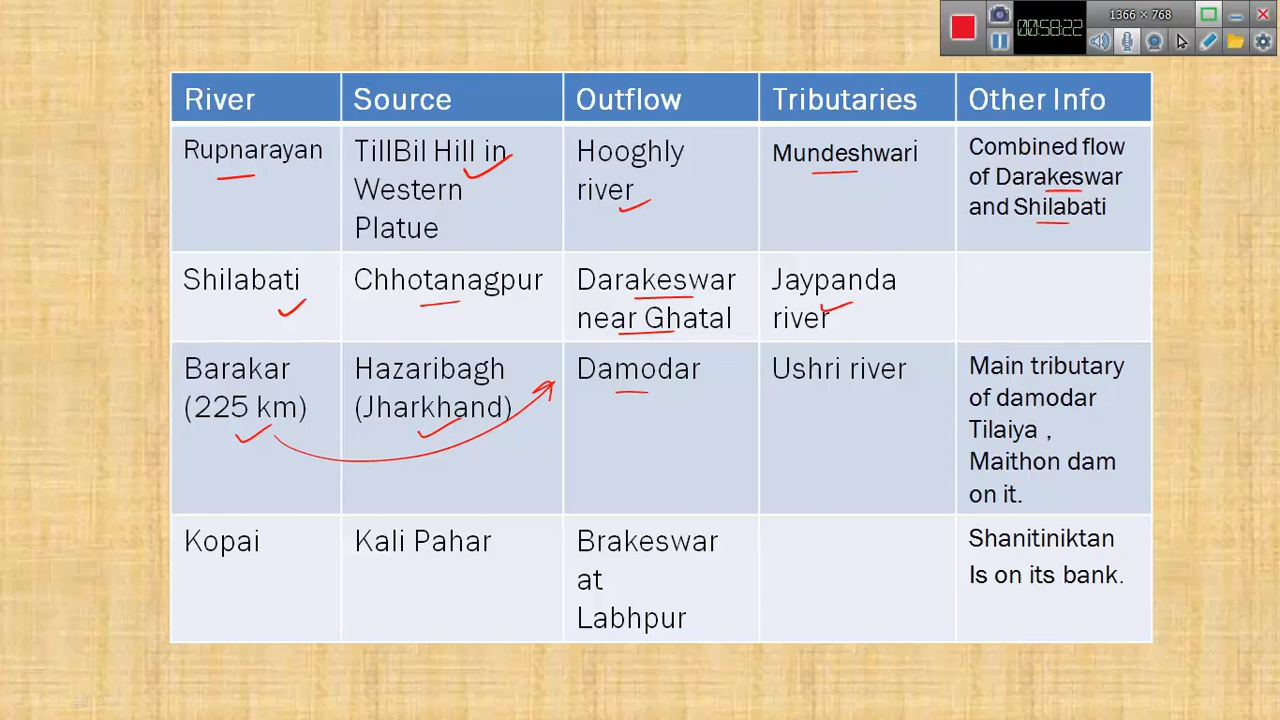 1366 × 768
00:58:22
River Source Outflow Tributaries Other Info
Rupnarayan
TillBil Hill in
Western
Platue
Hooghly
river
Mundeshwari
Combined flow
of Darakeswar
and Shilabati
Shilabati
Chhotanagpur
Darakeswar
near Ghatal
Jaypanda
river
Barakar
(225 km)
Hazaribagh
(Jharkhand)
Damodar
Ushri river
Main tributary
of damodar
Tilaiya ,
Maithon dam
on it.
Kopai
Kali Pahar
Brakeswar
at
Labhpur
Shanitiniktan
Is on its bank.